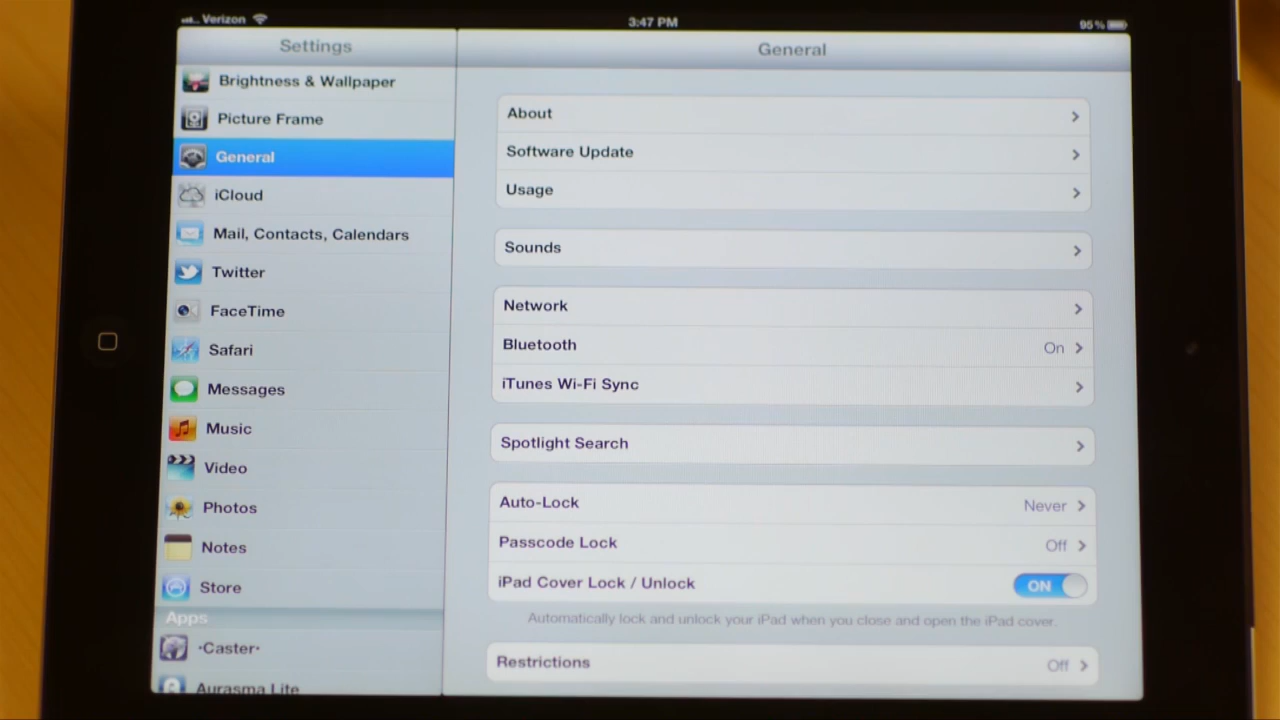 Verizon 3:47 PM 95%
Settings
General
Brightness & Wallpaper
Picture Frame
General
iCloud
Mail, Contacts, Calendars
Twitter
FaceTime
Safari
Messages
Music
Video
Photos
Notes
Store
Apps
•Caster•
Aurasma Lite
About
Software Update
Usage
Sounds
Network
Bluetooth On
iTunes Wi-Fi Sync
Spotlight Search
Auto-Lock Never
Passcode Lock Off
iPad Cover Lock / Unlock ON
Automatically lock and unlock your iPad when you close and open the iPad cover.
Restrictions Off